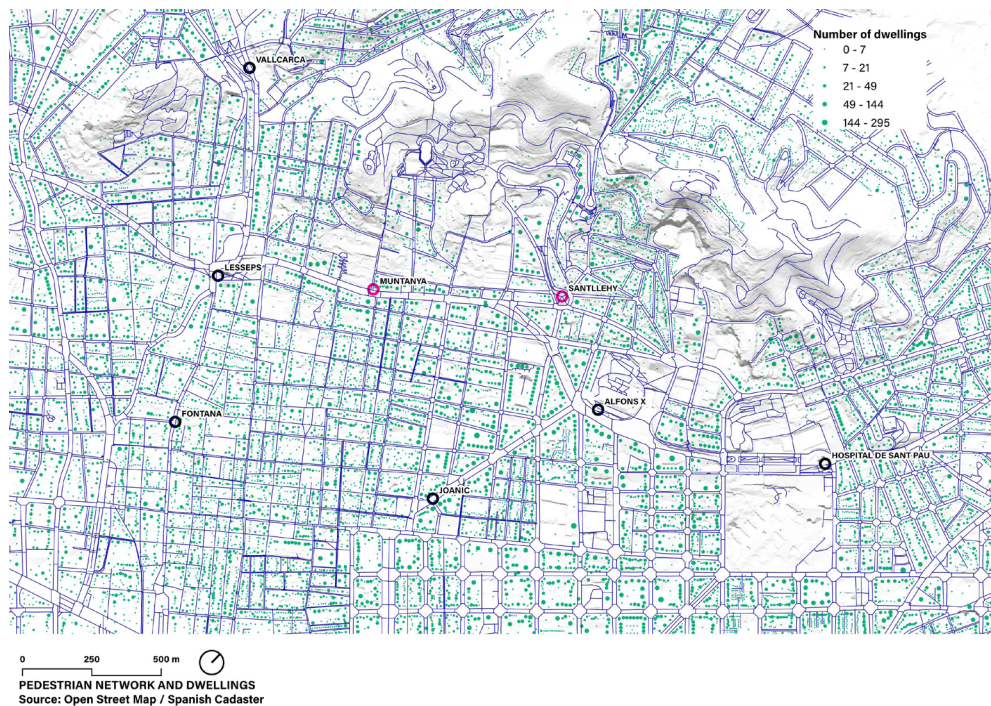 Number of dwellings
0 - 7
7 - 21
21 - 49
49 - 144
144 - 295
VALLCARCA
LESSEPS
MUNTANYA
SANTLLEHY
ALFONS X
FONTANA
HOSPITAL DE SANT PAU
JOANIC
0 250 500 m
PEDESTRIAN NETWORK AND DWELLINGS
Source: Open Street Map / Spanish Cadaster